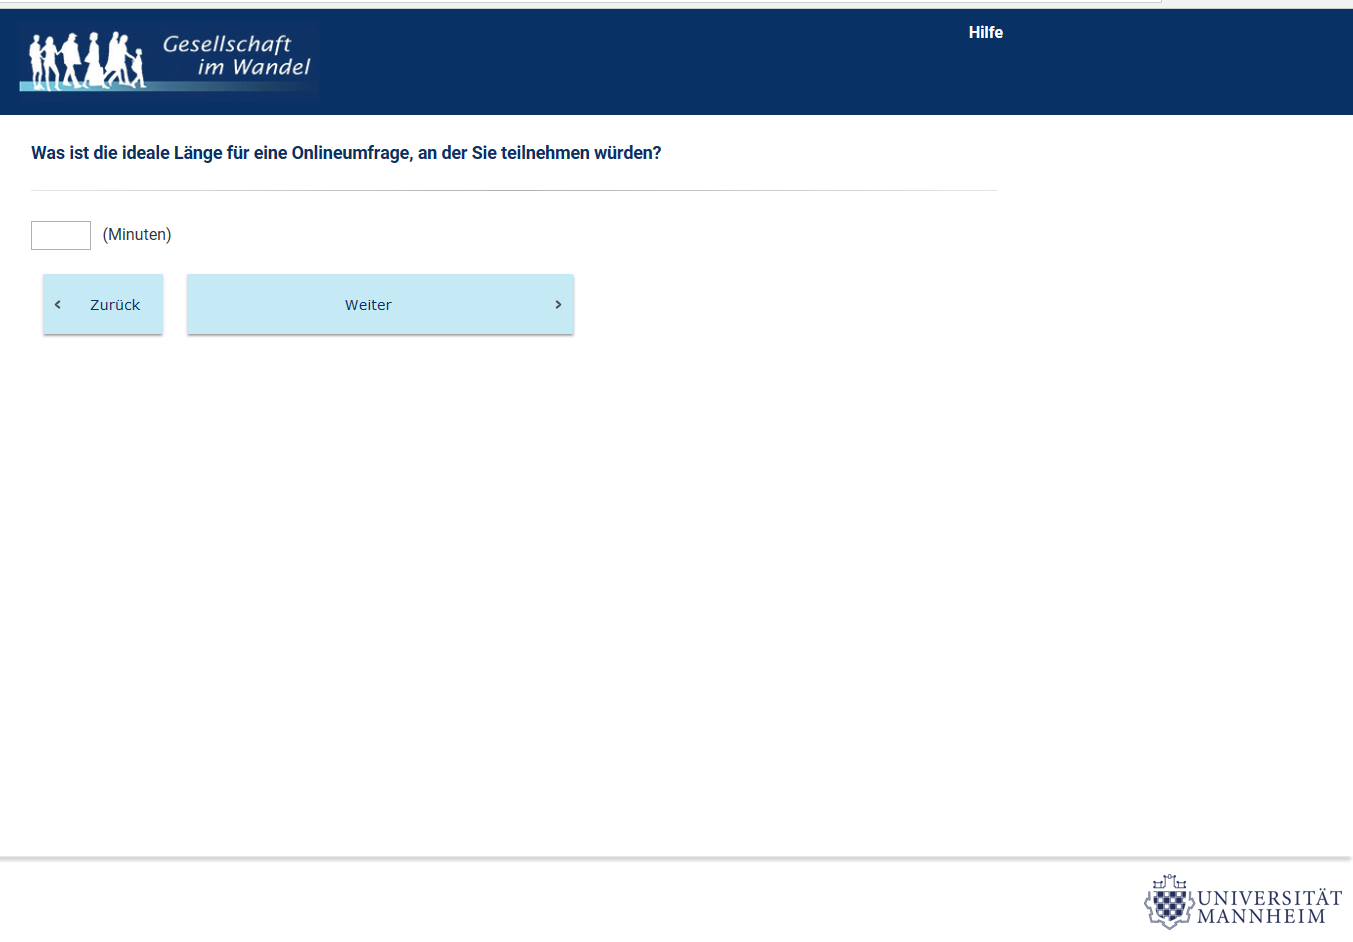 Gesellschaft
im Wandel
Hilfe
Was ist die ideale Länge für eine Onlineumfrage, an der Sie teilnehmen würden?
(Minuten)
‹ Zurück
Weiter ›
UNIVERSITÄT
MANNHEIM